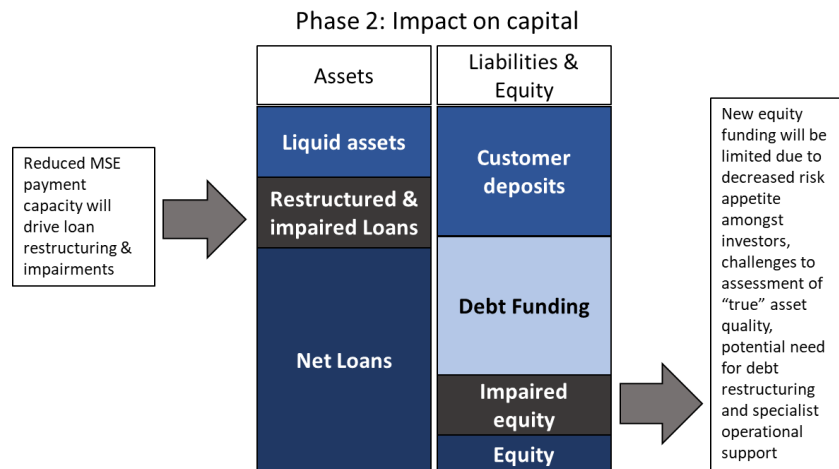 Phase 2: Impact on capital
Assets
Liabilities &
Equity
Reduced MSE
payment
capacity will
drive loan
restructuring &
impairments
Liquid assets
Restructured &
impaired Loans
Net Loans
Customer
deposits
Debt Funding
Impaired
equity
Equity
New equity
funding will be
limited due to
decreased risk
appetite
amongst
investors,
challenges to
assessment of
“true” asset
quality,
potential need
for debt
restructuring
and specialist
operational
support